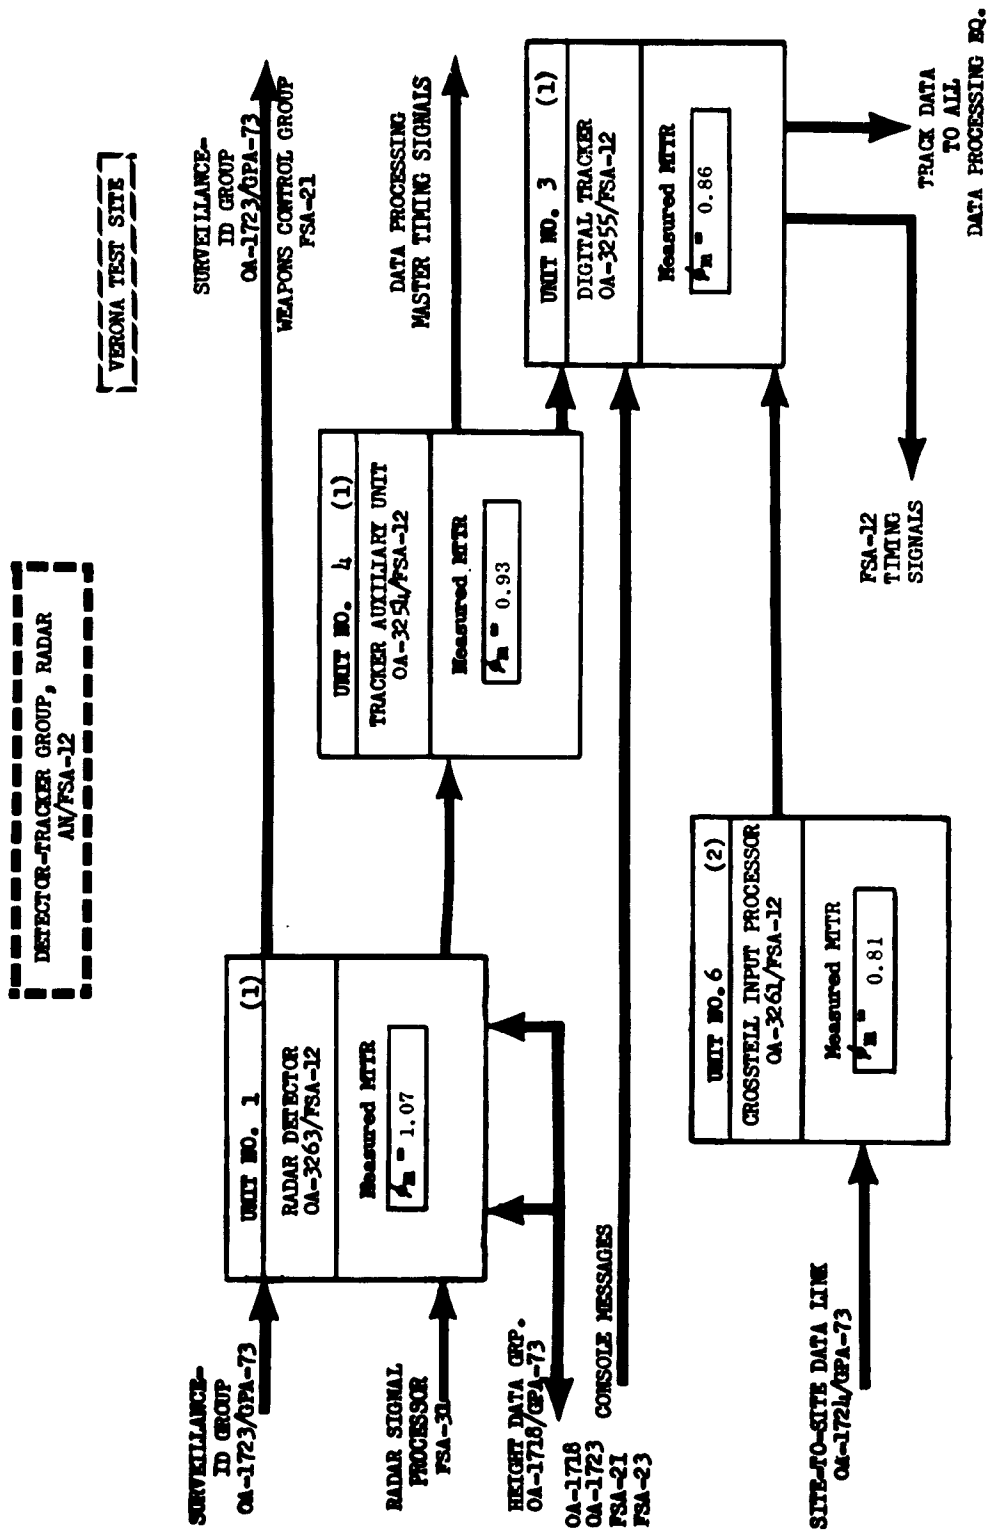 DETECTOR-TRACKER GROUP, RADAR
AN/FSA-12
VERONA TEST SITE
SURVEILLANCE-
ID GROUP
OA-1723/GPA-73
RADAR SIGNAL
PROCESSOR
FSA-31
HEIGHT DATA GRP.
OA-1718/GPA-73
OA-1718
OA-1723
FSA-21
FSA-23
CONSOLE MESSAGES
SITE-TO-SITE DATA LINK
OA-1724/GPA-73
UNIT NO. 1 (1)
RADAR DETECTOR
OA-3263/FSA-12
Measured MTTR
= 1.07
UNIT NO. 4 (1)
TRACKER AUXILIARY UNIT
OA-3254/FSA-12
Measured MTTR
= 0.93
UNIT NO. 6 (2)
CROSSTELL INPUT PROCESSOR
OA-3261/FSA-12
Measured MTTR
= 0.81
UNIT NO. 3 (1)
DIGITAL TRACKER
OA-3255/FSA-12
Measured MTTR
= 0.86
SURVEILLANCE-
ID GROUP
OA-1723/GPA-73
WEAPONS CONTROL GROUP
FSA-21
DATA PROCESSING
MASTER TIMING SIGNALS
FSA-12
TIMING
SIGNALS
TRACK DATA
TO ALL
DATA PROCESSING EQ.